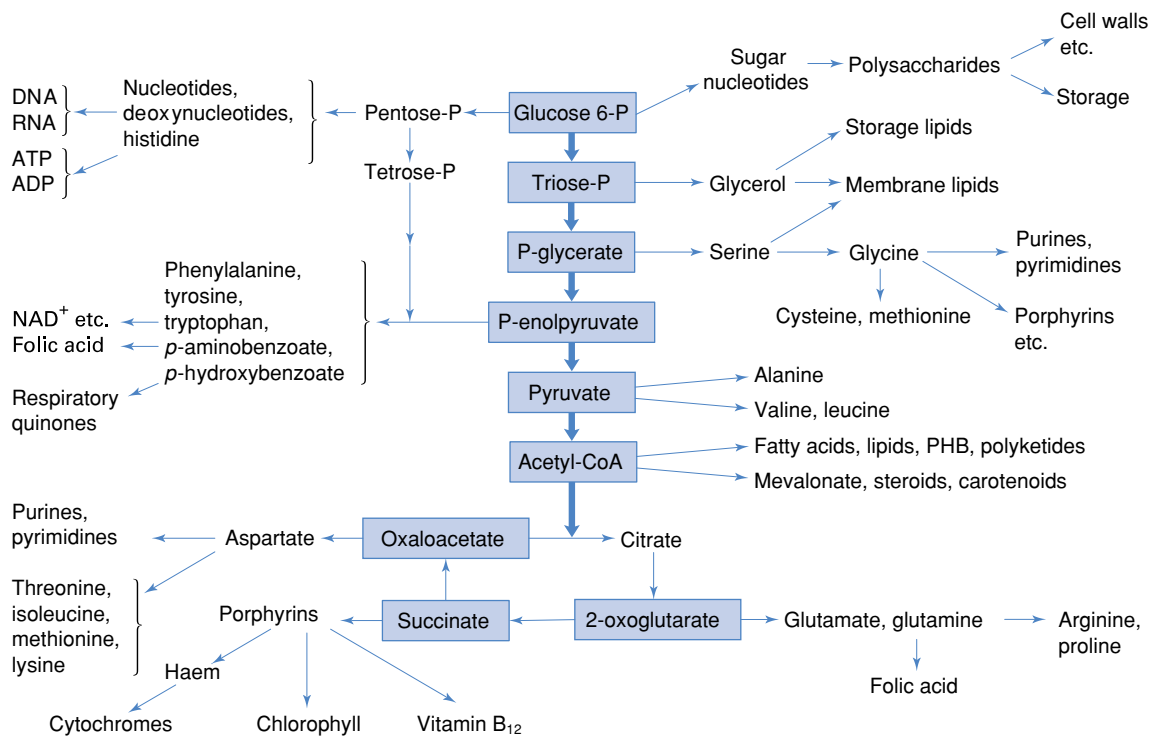 Cell walls
etc.
Sugar
nucleotides
Polysaccharides
Storage
DNA
RNA
ATP
ADP
Nucleotides,
deoxynucleotides,
histidine
Pentose-P
Glucose 6-P
Storage lipids
Tetrose-P
Triose-P
Glycerol
Membrane lipids
P-glycerate
Serine
Glycine
Purines,
pyrimidines
Cysteine, methionine
Porphyrins
etc.
Phenylalanine,
tyrosine,
tryptophan,
p-aminobenzoate,
p-hydroxybenzoate
NAD⁺ etc.
Folic acid
Respiratory
quinones
P-enolpyruvate
Pyruvate
Alanine
Valine, leucine
Acetyl-CoA
Fatty acids, lipids, PHB, polyketides
Mevalonate, steroids, carotenoids
Purines,
pyrimidines
Aspartate
Oxaloacetate
Citrate
Threonine,
isoleucine,
methionine,
lysine
Porphyrins
Succinate
2-oxoglutarate
Glutamate, glutamine
Arginine,
proline
Folic acid
Haem
Cytochromes
Chlorophyll
Vitamin B₁₂